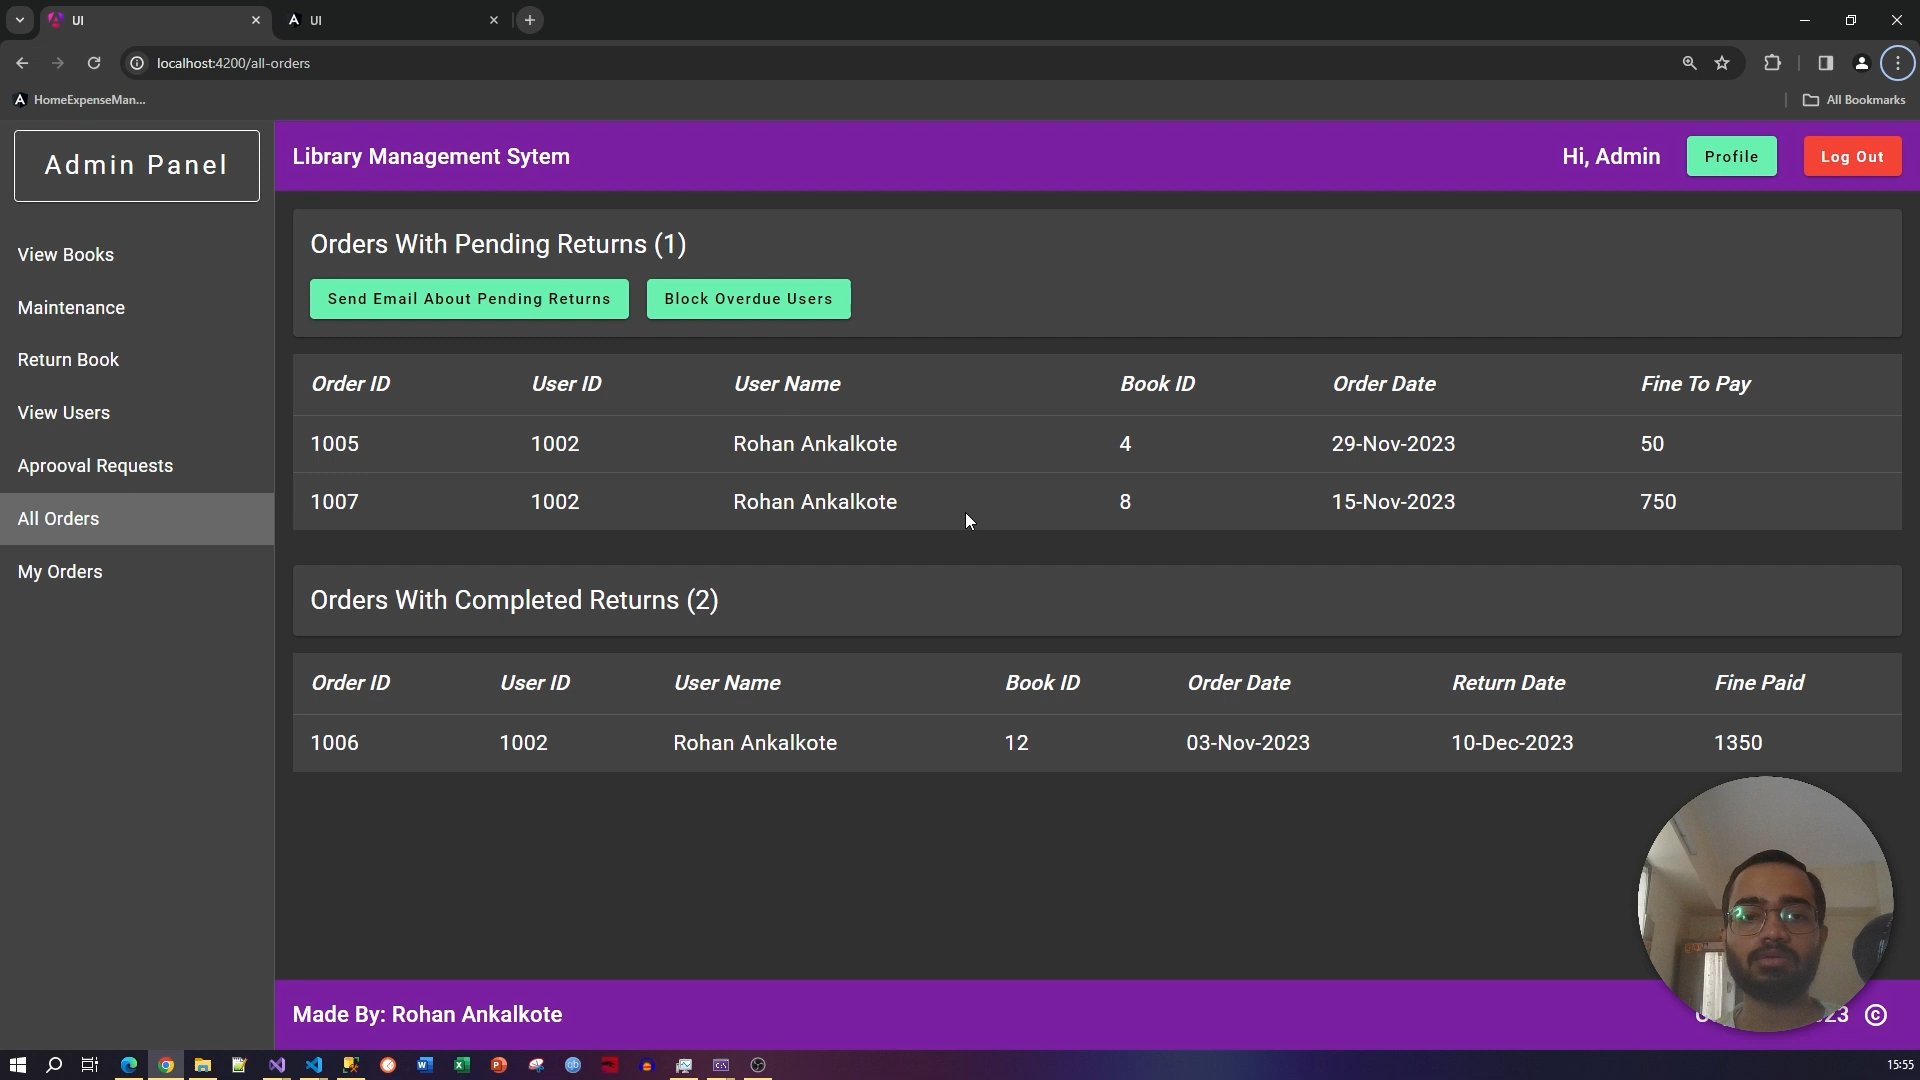 UI
UI
localhost:4200/all-orders
HomeExpenseMan...
All Bookmarks
Admin Panel
Library Management Sytem
Hi, Admin
Profile
Log Out
View Books
Maintenance
Return Book
View Users
Aprooval Requests
All Orders
My Orders
Orders With Pending Returns (1)
Send Email About Pending Returns
Block Overdue Users
Order ID User ID User Name Book ID Order Date Fine To Pay
1005 1002 Rohan Ankalkote 4 29-Nov-2023 50
1007 1002 Rohan Ankalkote 8 15-Nov-2023 750
Orders With Completed Returns (2)
Order ID User ID User Name Book ID Order Date Return Date Fine Paid
1006 1002 Rohan Ankalkote 12 03-Nov-2023 10-Dec-2023 1350
Made By: Rohan Ankalkote
©
15:55